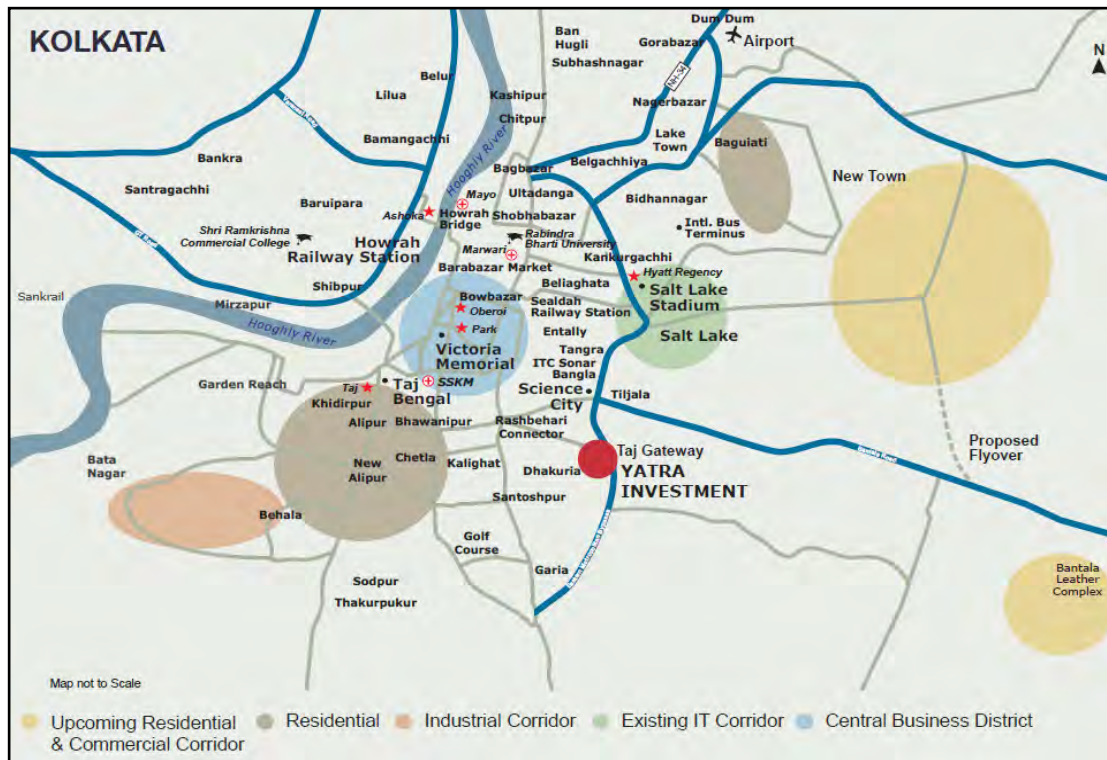 KOLKATA
Dum Dum
Airport
N
Ban
Hugli
Gorabazar
Subhashnagar
NH-34
Belur
Lilua
Kashipur
Nagerbazar
Chitpur
Bamangachhi
Lake
Town
Baguiati
Bankra
Hooghly River
Belgachhiya
Bagbazar
New Town
Santragachhi
Mayo
Ultadanga
Bidhannagar
Baruipara
Ashoka
Howrah
Bridge
Shobhabazar
Intl. Bus
Terminus
Shri Ramkrishna
Commercial College
Howrah
Railway Station
Marwari
Rabindra
Bharti University
Kankurgachhi
Barabazar Market
Hyatt Regency
Shibpur
Beliaghata
Salt Lake
Stadium
Sankrail
Mirzapur
Bowbazar
Oberoi
Sealdah
Railway Station
Hooghly River
Park
Entally
Salt Lake
Victoria
Memorial
Tangra
ITC Sonar
Bangla
Garden Reach
Taj
Taj
Bengal
SSKM
Science
City
Tiljala
Khidirpur
Alipur
Bhawanipur
Rashbehari
Connector
Proposed
Flyover
Taj Gateway
YATRA
INVESTMENT
Bata
Nagar
New
Alipur
Chetla
Kalighat
Dhakuria
Santoshpur
Behala
Golf
Course
Garia
Bantala
Leather
Complex
Sodpur
Thakurpukur
Map not to Scale
Upcoming Residential
& Commercial Corridor
Residential
Industrial Corridor
Existing IT Corridor
Central Business District